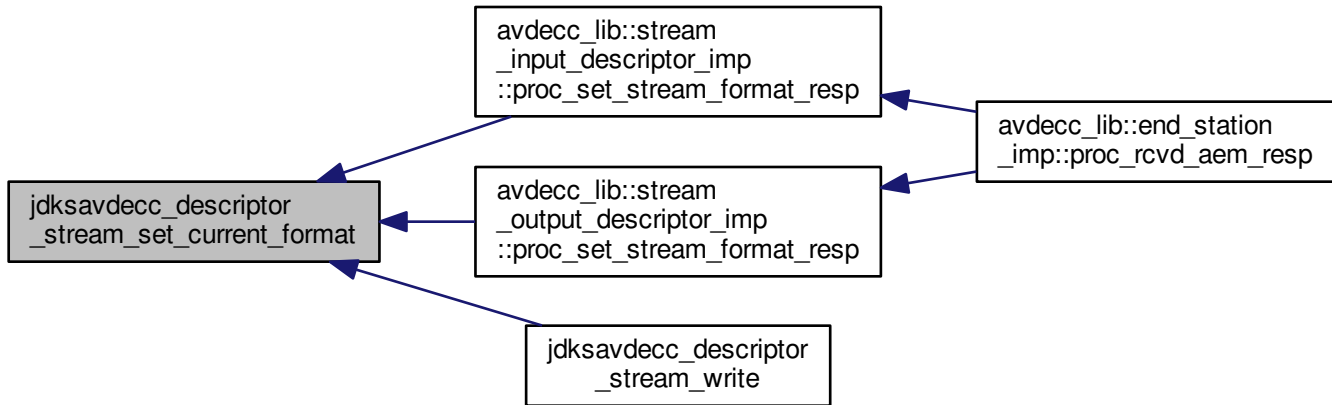 avdecc_lib::stream
_input_descriptor_imp
::proc_set_stream_format_resp
avdecc_lib::end_station
_imp::proc_rcvd_aem_resp
jdksavdecc_descriptor
_stream_set_current_format
avdecc_lib::stream
_output_descriptor_imp
::proc_set_stream_format_resp
jdksavdecc_descriptor
_stream_write